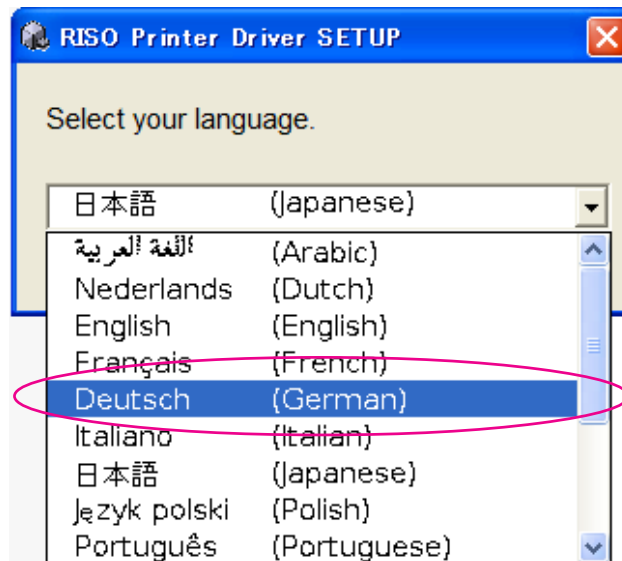 RISO Printer Driver SETUP
Select your language.
日本語 (Japanese)
اللغة العربية (Arabic)
Nederlands (Dutch)
English (English)
Français (French)
Deutsch (German)
Italiano (Italian)
日本語 (Japanese)
Język polski (Polish)
Português (Portuguese)